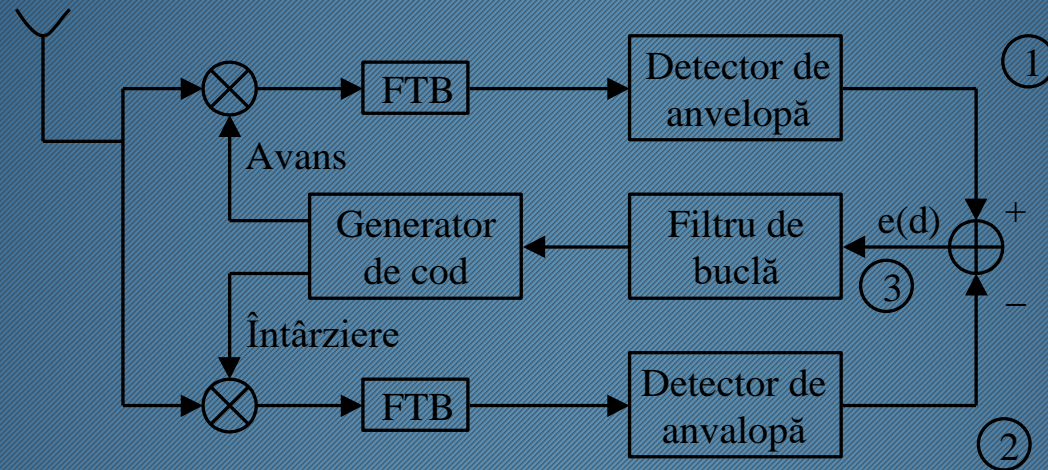 FTB
Detector de
anvelopă
1
Avans
Generator
de cod
Filtru de
buclă
e(d)
+
3
−
Întârziere
FTB
Detector de
anvalopă
2